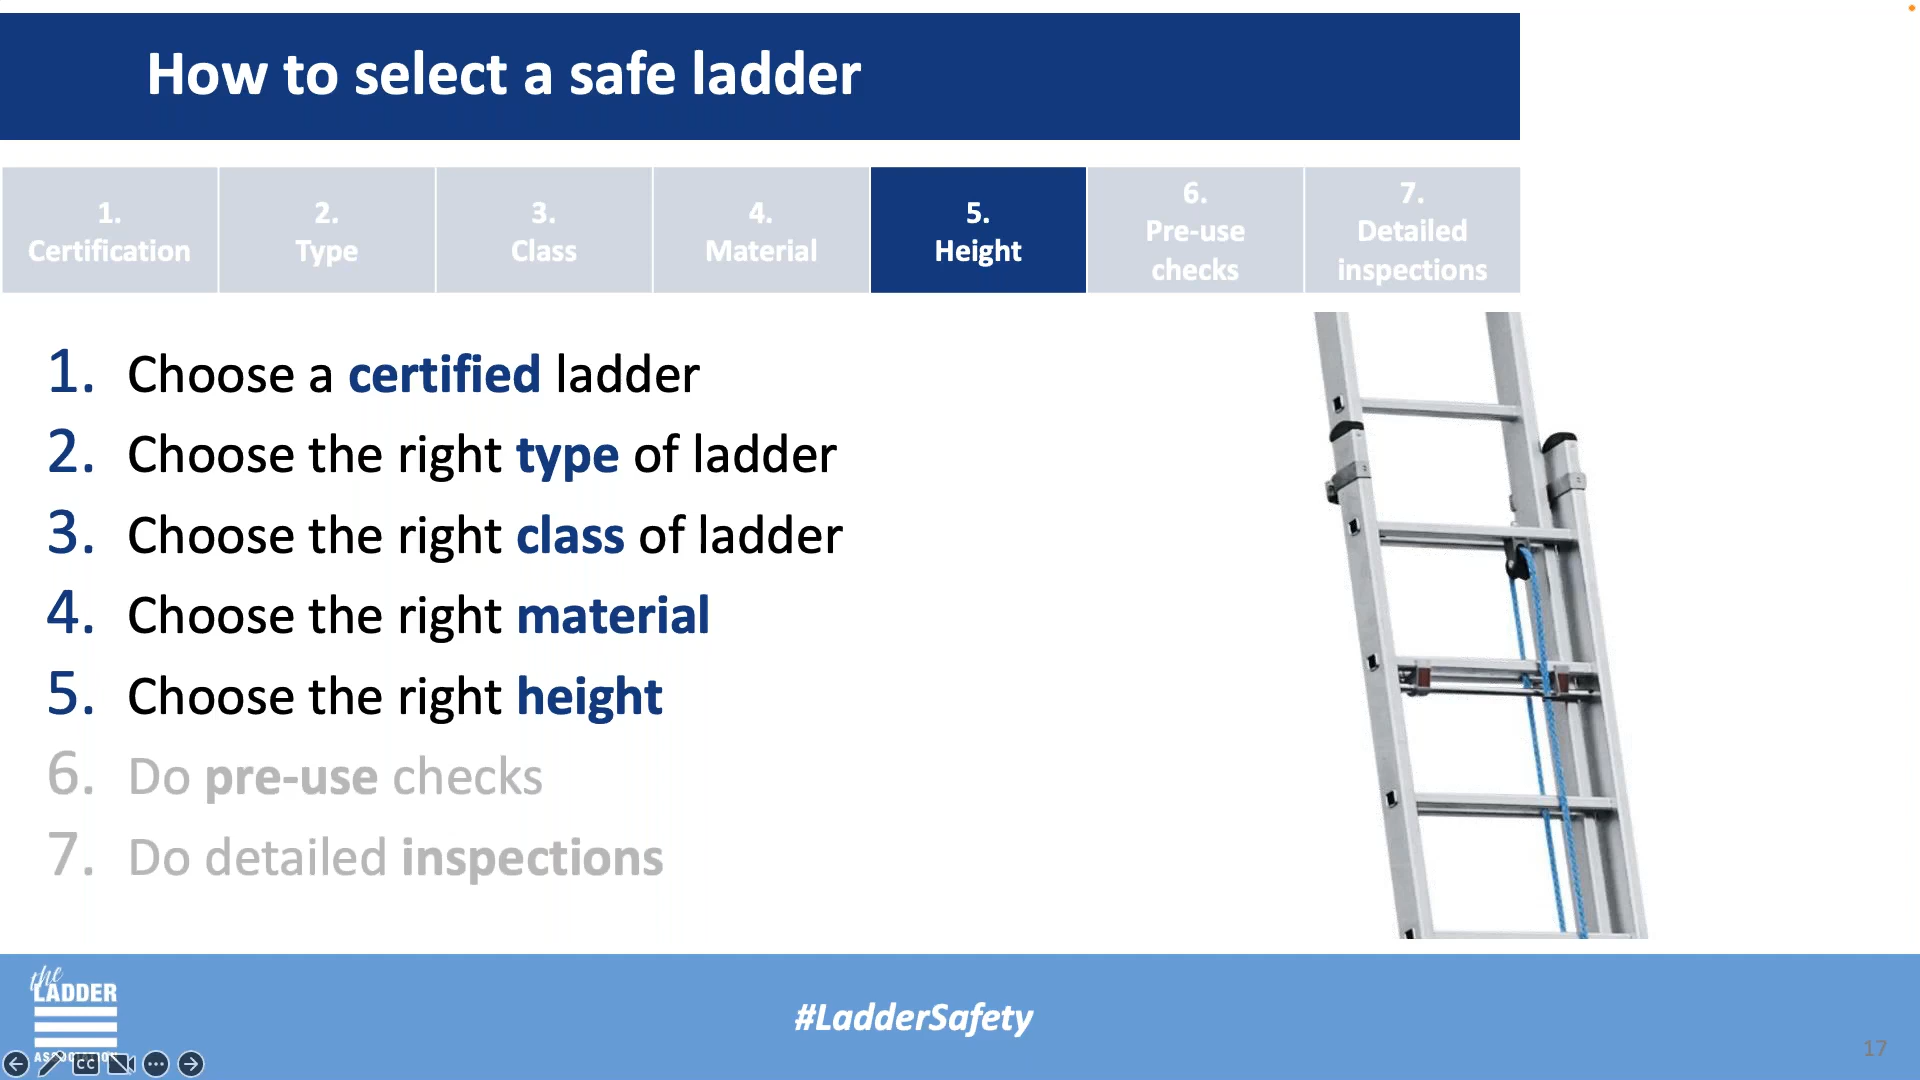 How to select a safe ladder
1.
Certification
2.
Type
3.
Class
4.
Material
5.
Height
6.
Pre-use
checks
7.
Detailed
inspections
1. Choose a certified ladder
2. Choose the right type of ladder
3. Choose the right class of ladder
4. Choose the right material
5. Choose the right height
6. Do pre-use checks
7. Do detailed inspections
the
LADDER
ASSOCIATION
#LadderSafety
CC
17